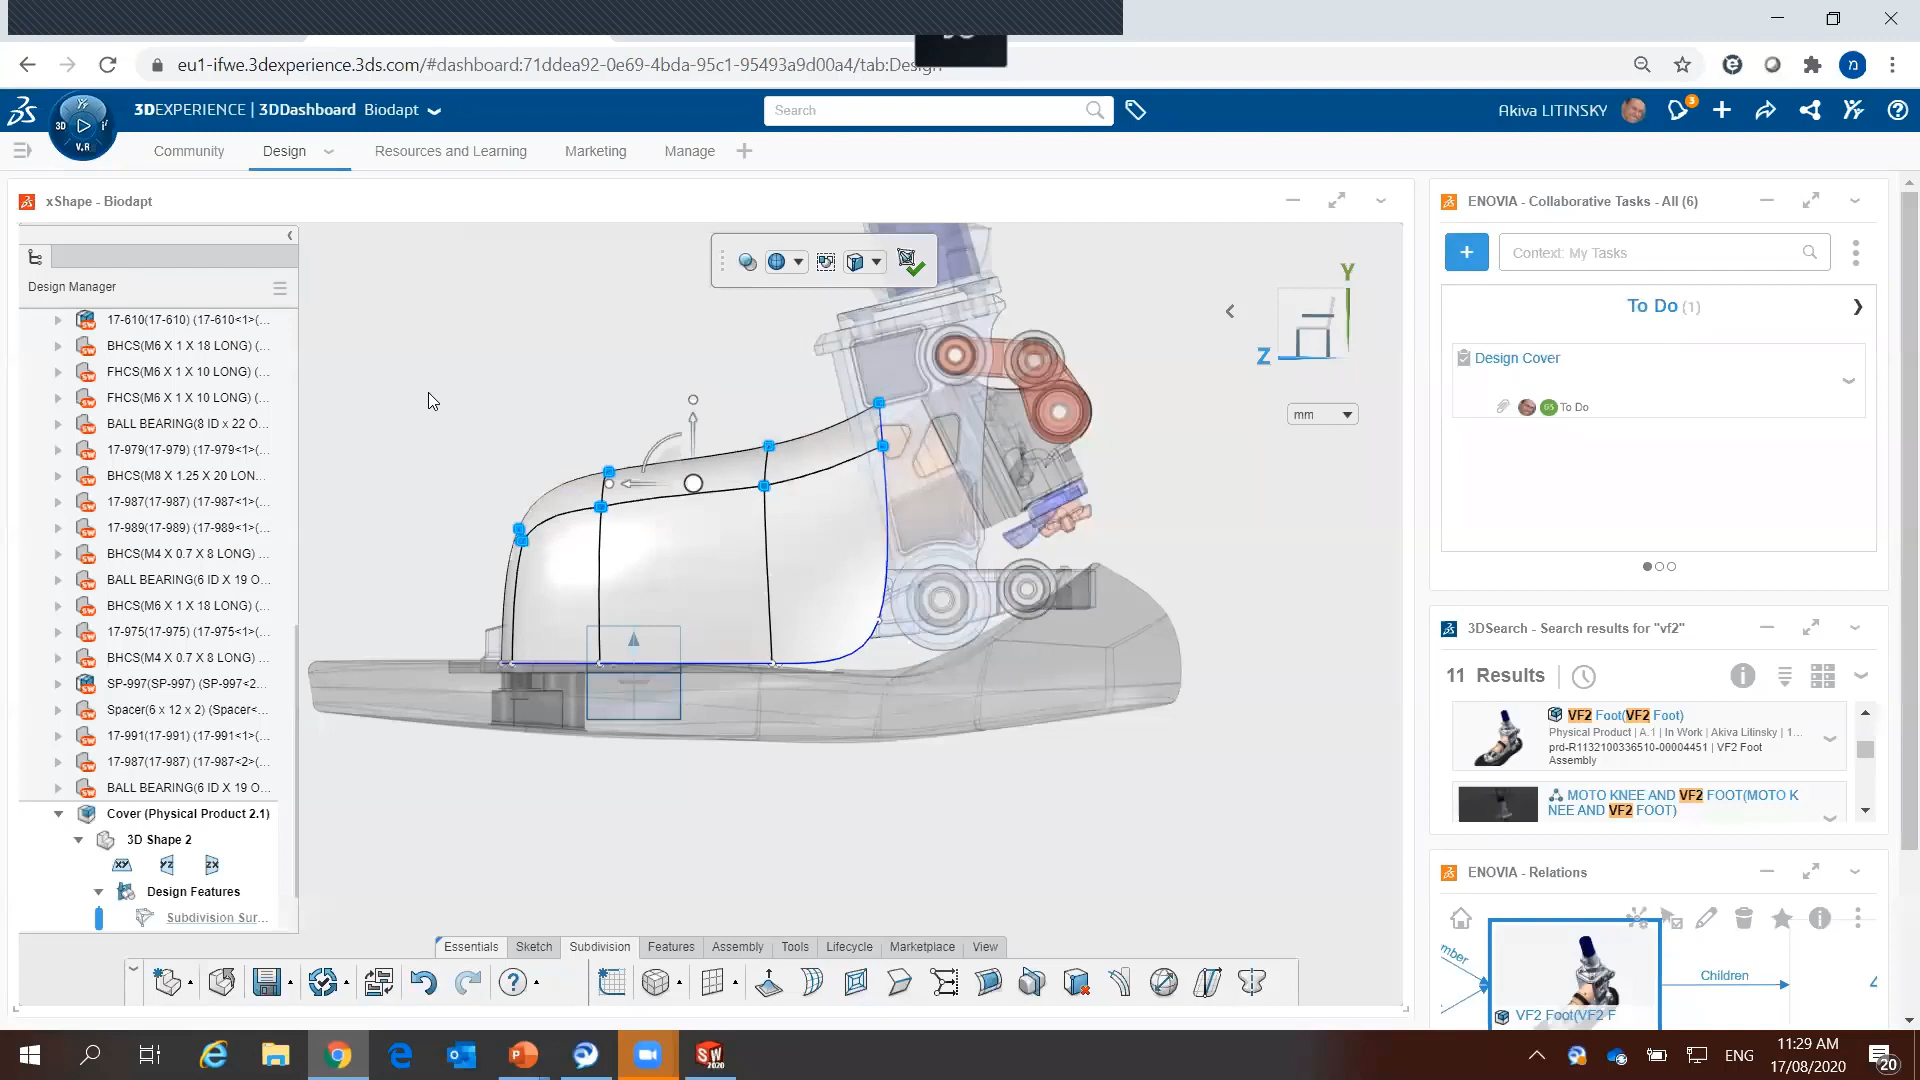 eu1-ifwe.3dexperience.3ds.com/#dashboard:71ddea92-0e69-4bda-95c1-95493a9d00a4/tab:Design
3DEXPERIENCE | 3DDashboard Biodapt
Search
Akiva LITINSKY
3
3D
V.R
Community
Design
Resources and Learning
Marketing
Manage
xShape - Biodapt
Design Manager
17-610(17-610) (17-610<1>(...
BHCS(M6 X 1 X 18 LONG) (...
FHCS(M6 X 1 X 10 LONG) (...
FHCS(M6 X 1 X 10 LONG) (...
BALL BEARING(8 ID x 22 O...
17-979(17-979) (17-979<1>(...
BHCS(M8 X 1.25 X 20 LON...
17-987(17-987) (17-987<1>(...
17-989(17-989) (17-989<1>(...
BHCS(M4 X 0.7 X 8 LONG) ...
BALL BEARING(6 ID X 19 O...
BHCS(M6 X 1 X 18 LONG) (...
17-975(17-975) (17-975<1>(...
BHCS(M4 X 0.7 X 8 LONG) ...
SP-997(SP-997) (SP-997<2...
Spacer(6 x 12 x 2) (Spacer<...
17-991(17-991) (17-991<1>(...
17-987(17-987) (17-987<2>(...
BALL BEARING(6 ID X 19 O...
Cover (Physical Product 2.1)
3D Shape 2
XY YZ ZX
Design Features
Subdivision Sur...
Y
Z
mm
Essentials
Sketch
Subdivision
Features
Assembly
Tools
Lifecycle
Marketplace
View
ENOVIA - Collaborative Tasks - All (6)
Context: My Tasks
To Do (1)
Design Cover
GS To Do
3DSearch - Search results for "vf2"
11 Results
VF2 Foot(VF2 Foot)
Physical Product | A.1 | In Work | Akiva Litinsky | 1...
prd-R1132100336510-00004451 | VF2 Foot
Assembly
MOTO KNEE AND VF2 FOOT(MOTO K
NEE AND VF2 FOOT)
ENOVIA - Relations
mber
Children
VF2 Foot(VF2 F
SW
2020
ENG
11:29 AM
17/08/2020
20